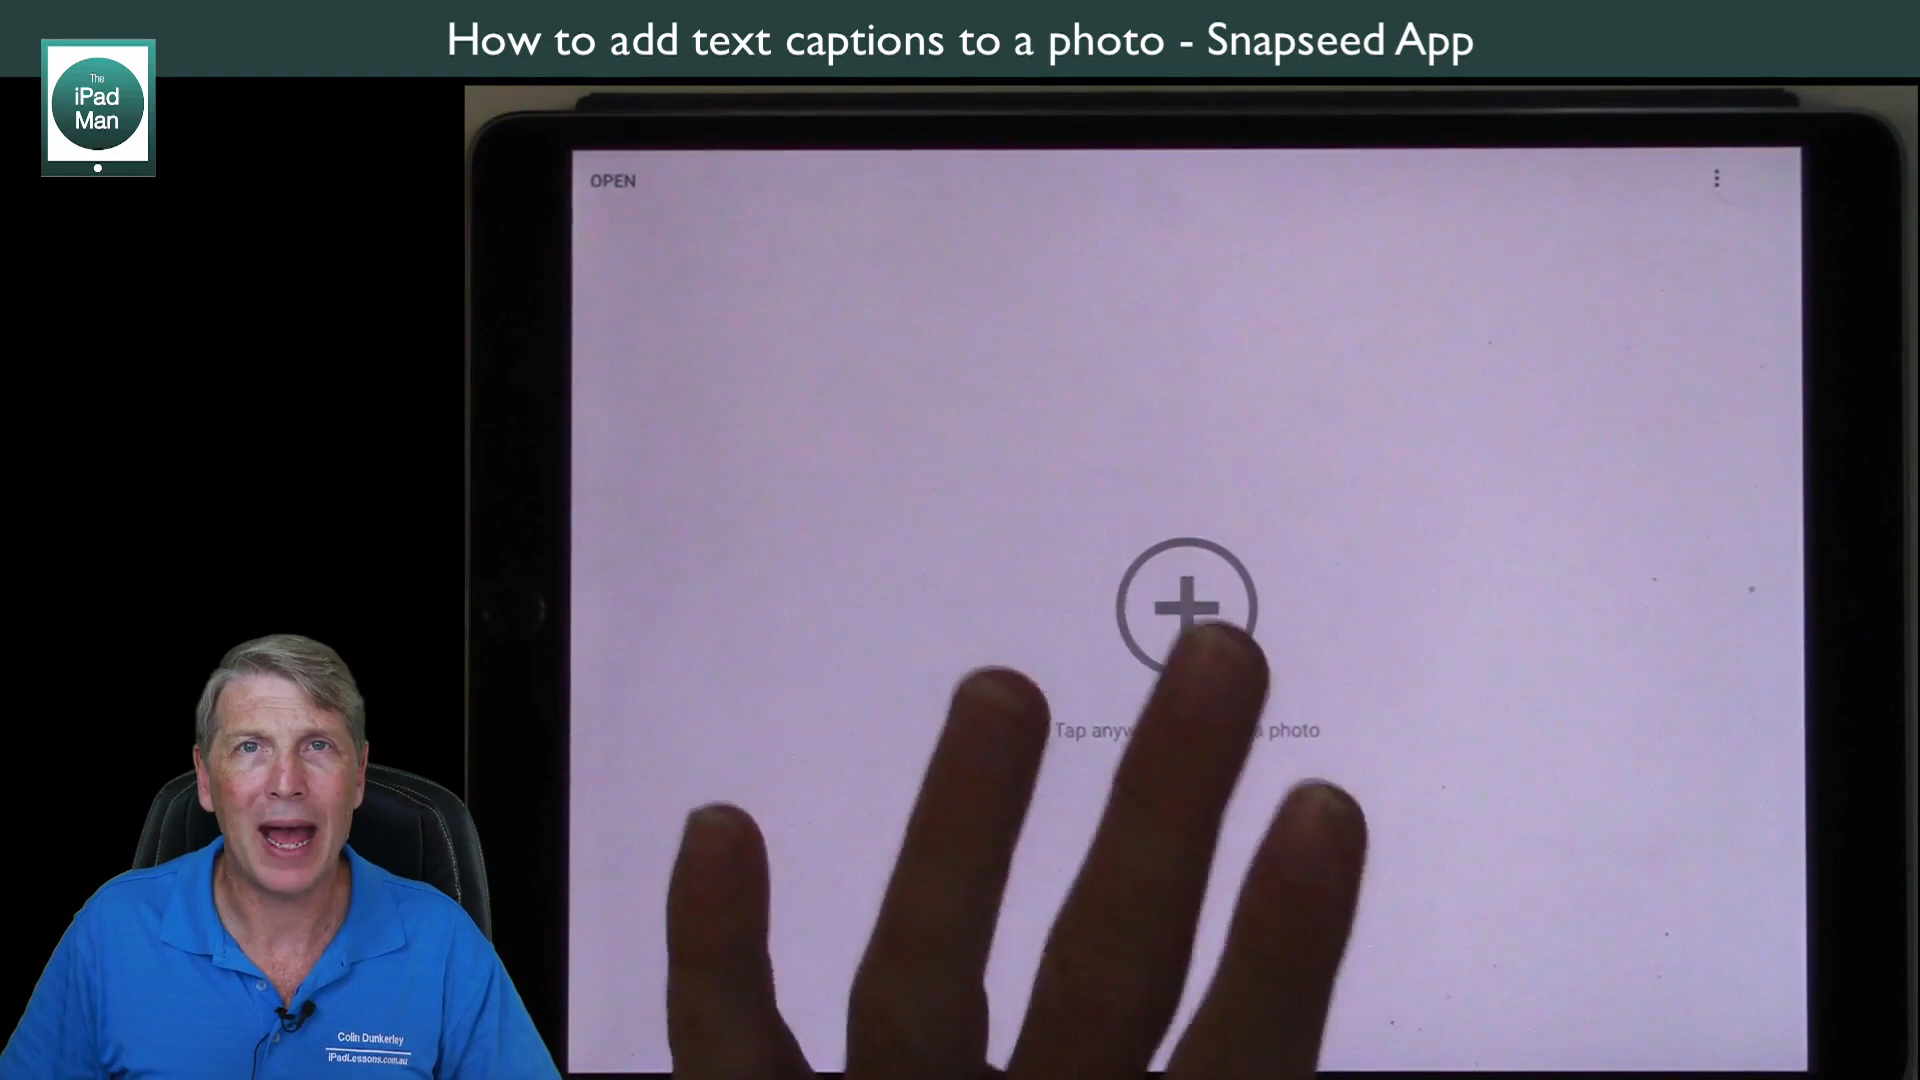 How to add text captions to a photo - Snapseed App
The
iPad
Man
OPEN
Tap a photo
Colin Dunkerley
iPadLessons.com.au